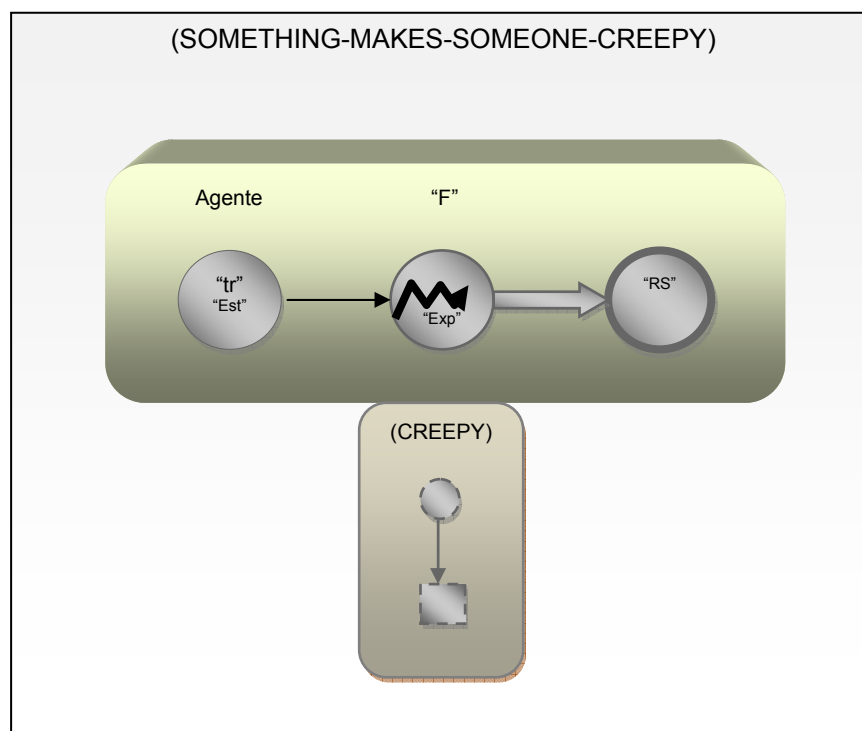 (SOMETHING-MAKES-SOMEONE-CREEPY)
Agente “F”
“tr”
“Est”
“Exp”
“RS”
(CREEPY)